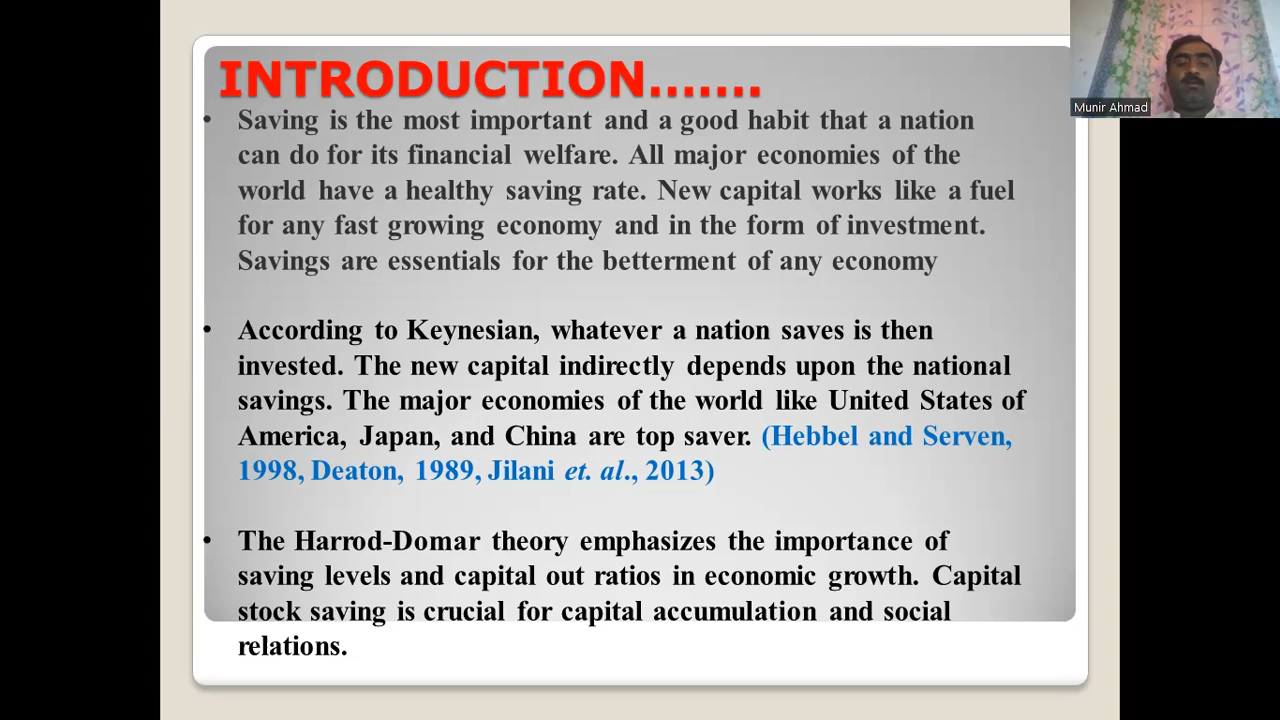 INTRODUCTION.......
Munir Ahmad
• Saving is the most important and a good habit that a nation
can do for its financial welfare. All major economies of the
world have a healthy saving rate. New capital works like a fuel
for any fast growing economy and in the form of investment.
Savings are essentials for the betterment of any economy
• According to Keynesian, whatever a nation saves is then
invested. The new capital indirectly depends upon the national
savings. The major economies of the world like United States of
America, Japan, and China are top saver. (Hebbel and Serven,
1998, Deaton, 1989, Jilani et. al., 2013)
• The Harrod-Domar theory emphasizes the importance of
saving levels and capital out ratios in economic growth. Capital
stock saving is crucial for capital accumulation and social
relations.